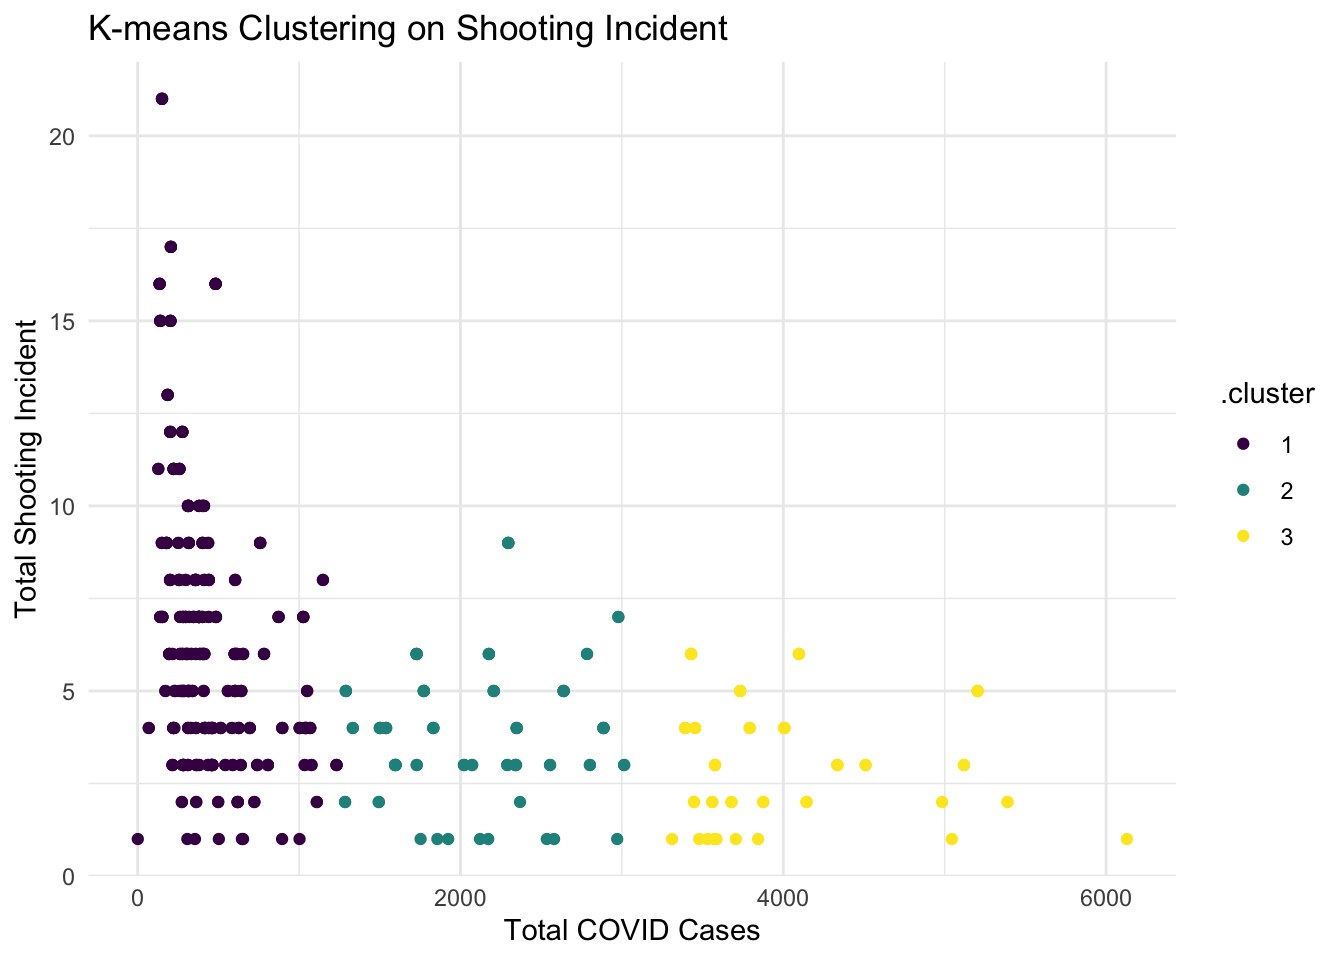 K-means Clustering on Shooting Incident
20
15
10
5
0
Total Shooting Incident
0 2000 4000 6000
Total COVID Cases
.cluster
1
2
3